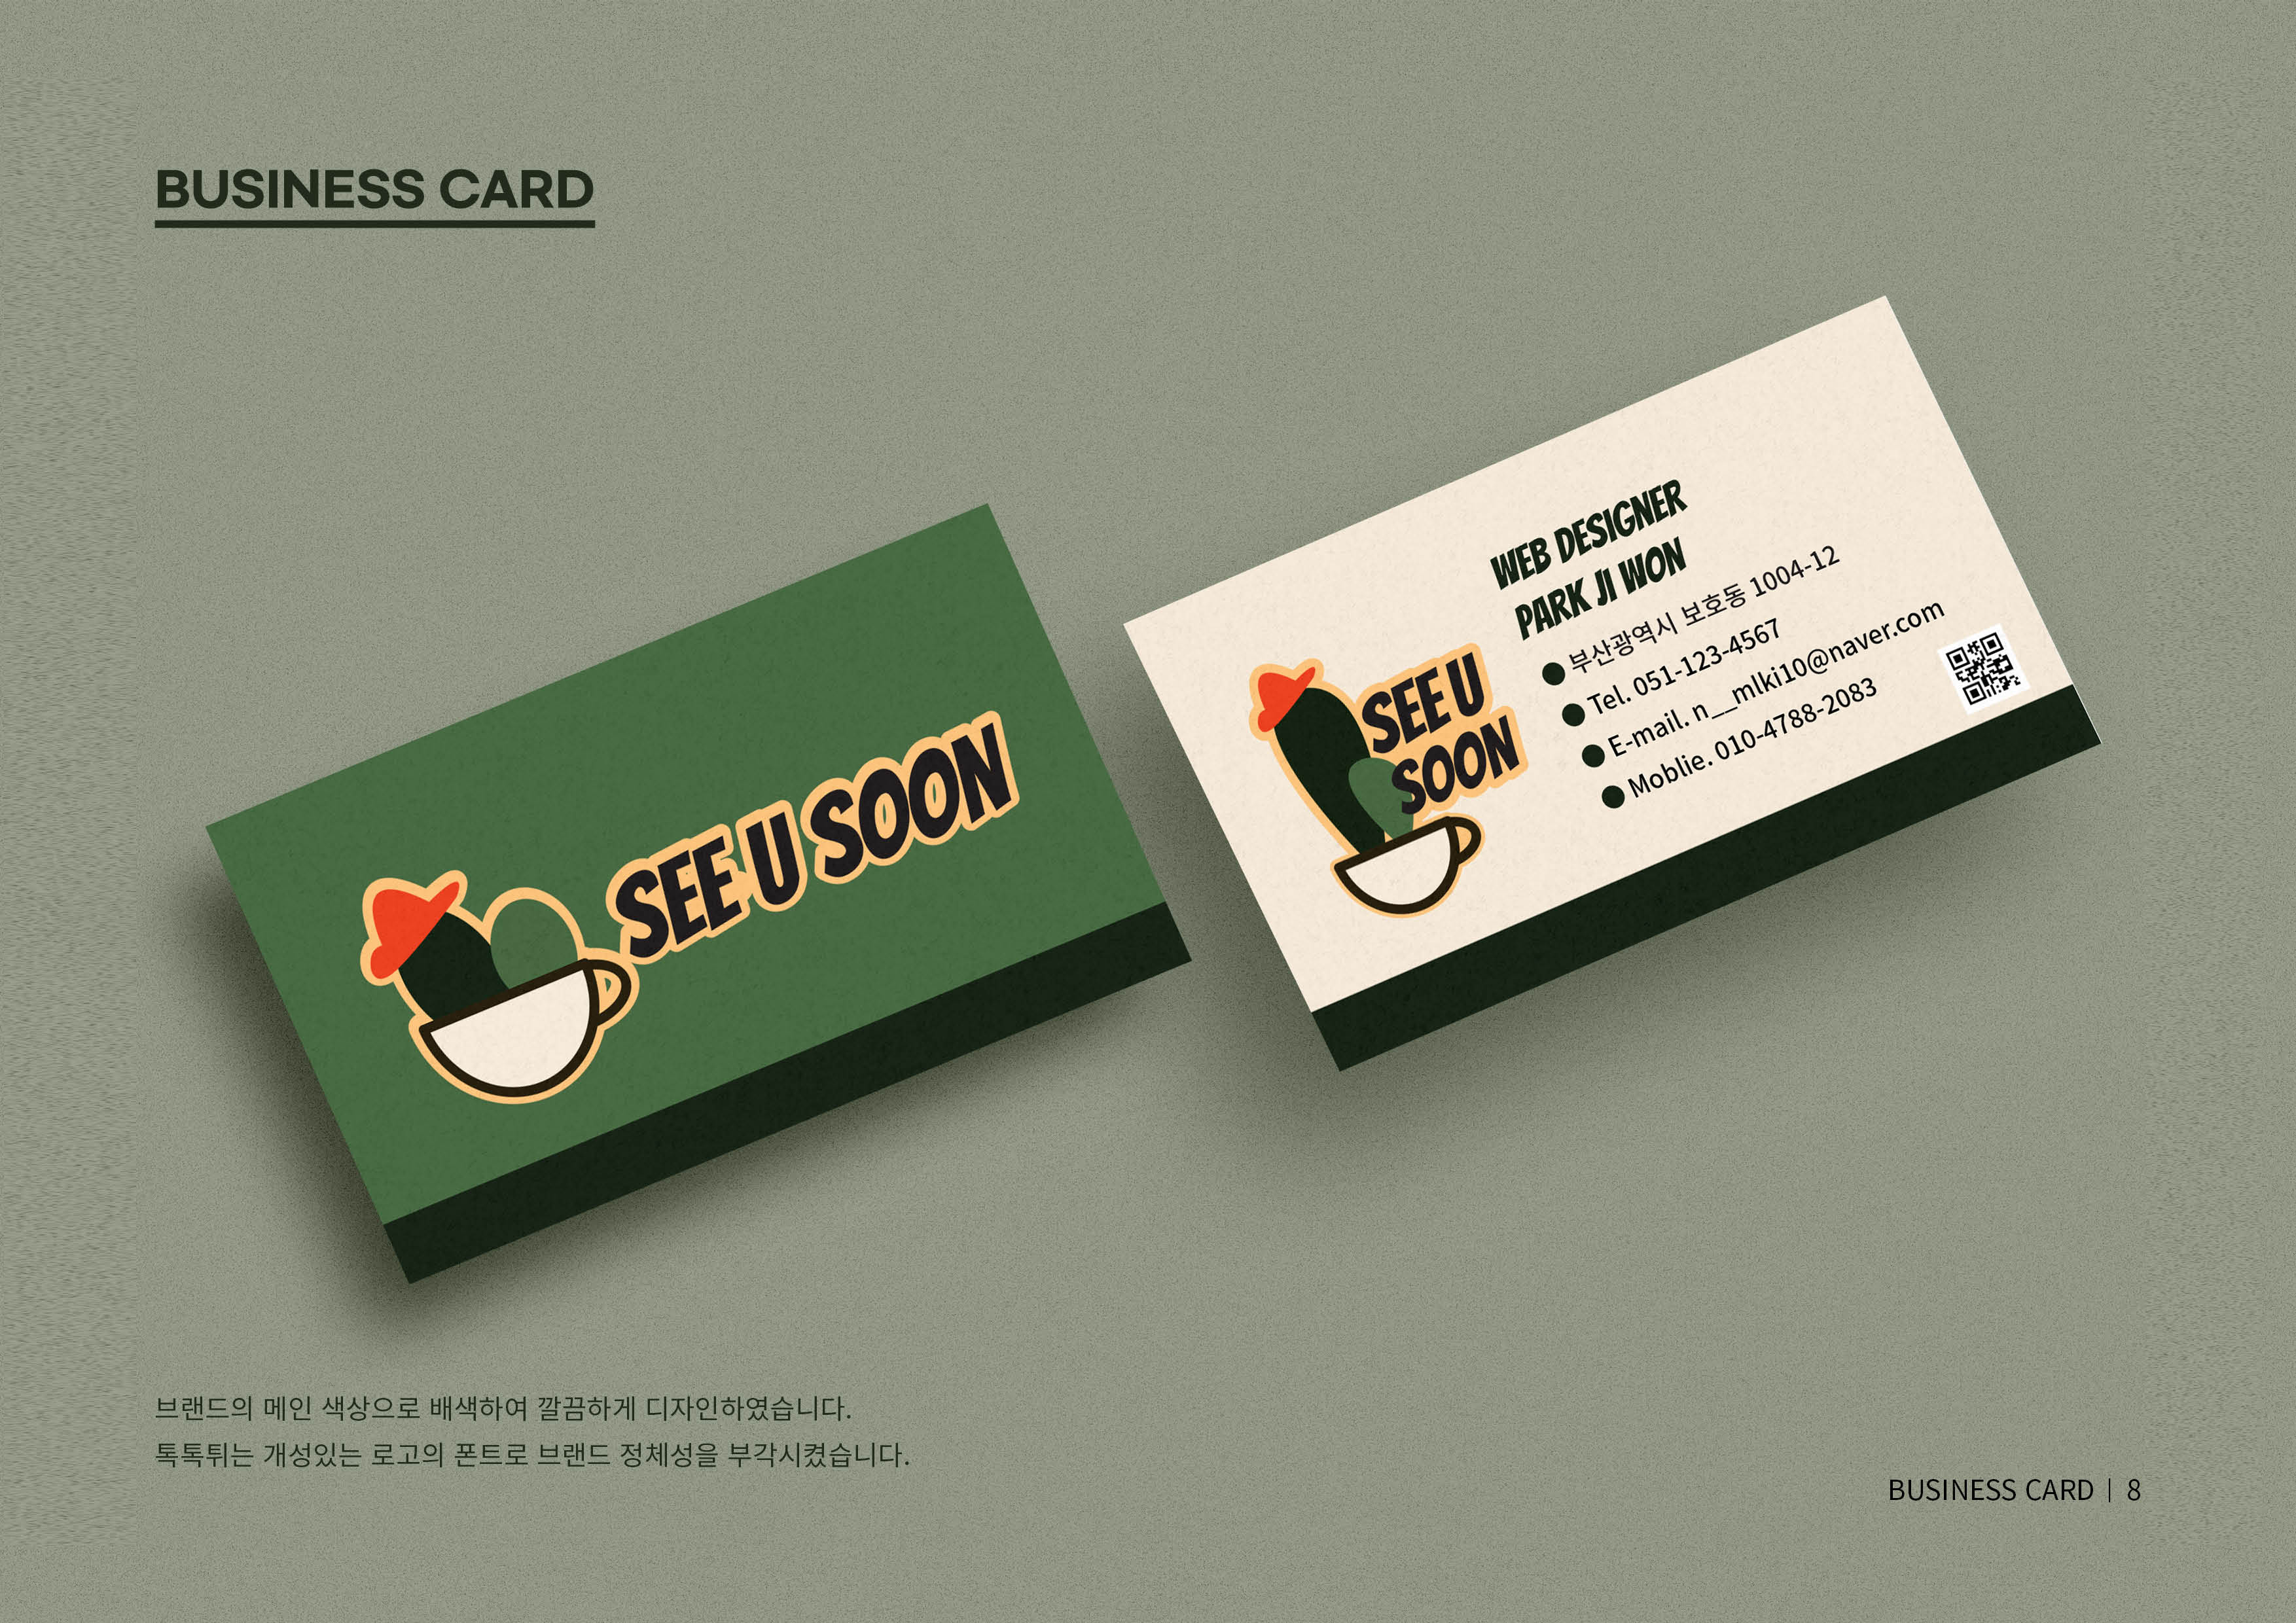 BUSINESS CARD
SEE U SOON
WEB DESIGNER
PARK JI WON
부산광역시 보호동 1004-12
Tel. 051-123-4567
E-mail. n__mlki10@naver.com
Moblie. 010-4788-2083
SEE U
SOON
브랜드의 메인 색상으로 배색하여 깔끔하게 디자인하였습니다.
톡톡튀는 개성있는 로고의 폰트로 브랜드 정체성을 부각시켰습니다.
BUSINESS CARD | 8